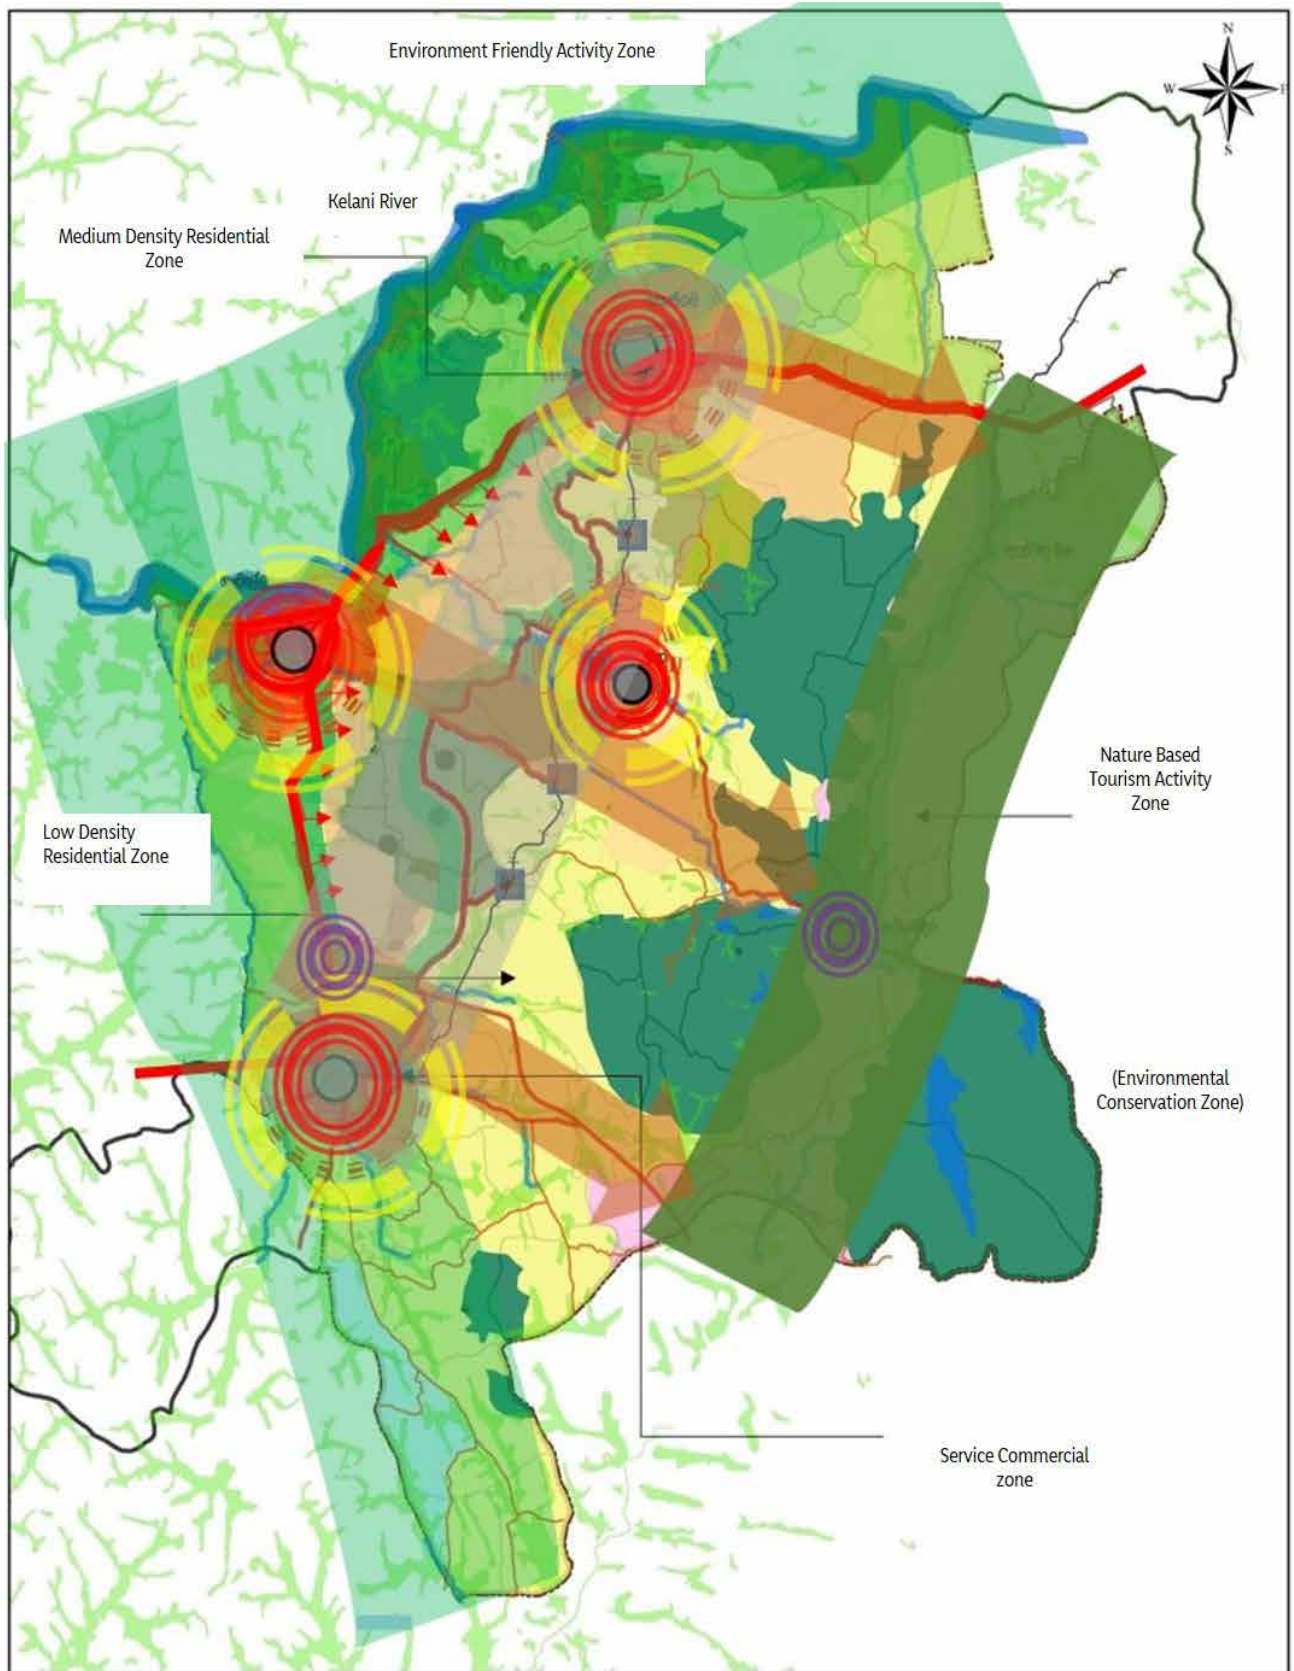 Environment Friendly Activity Zone
N
W
E
S
Kelani River
Medium Density Residential
Zone
Nature Based
Tourism Activity
Zone
Low Density
Residential Zone
(Environmental
Conservation Zone)
Service Commercial
zone